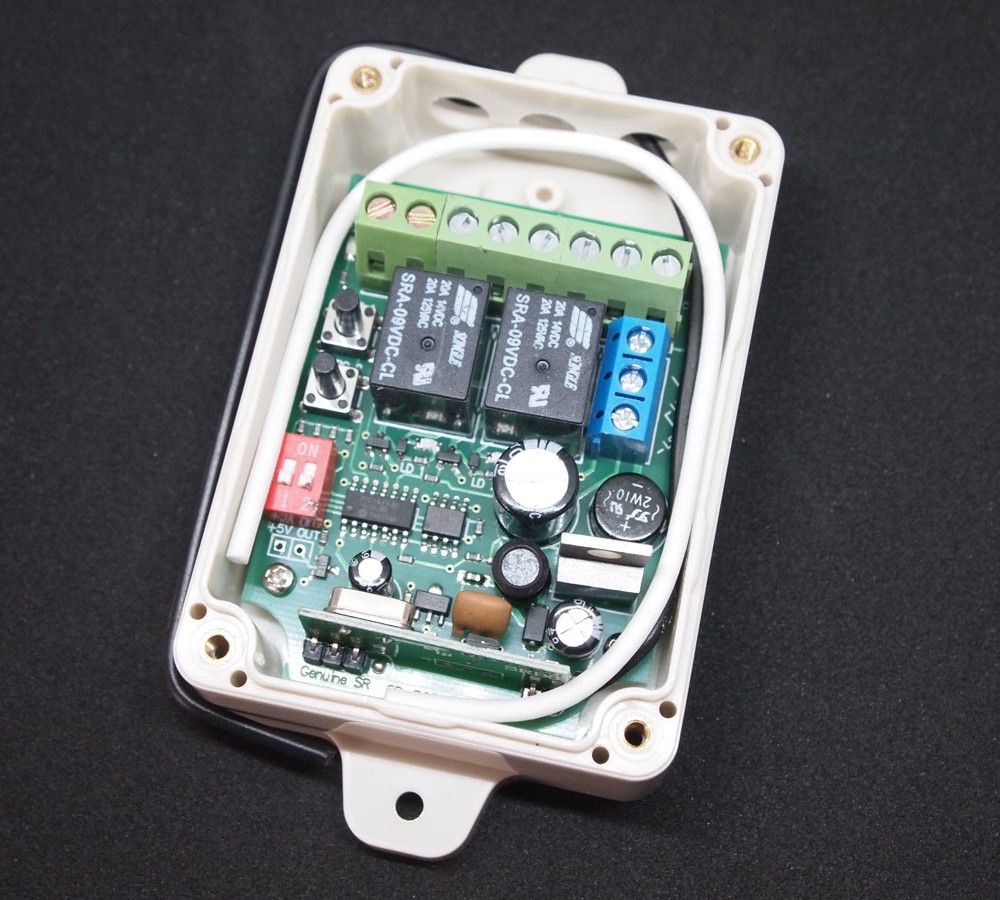 SRA-09VDC-CL
20A 125VAC
20A 14VDC
SONGLE
®
SRA-09VDC-CL
20A 125VAC
20A 14VDC
SONGLE
®
ON
1 2
+5V OUT
2W10
-
+
Genuine SR